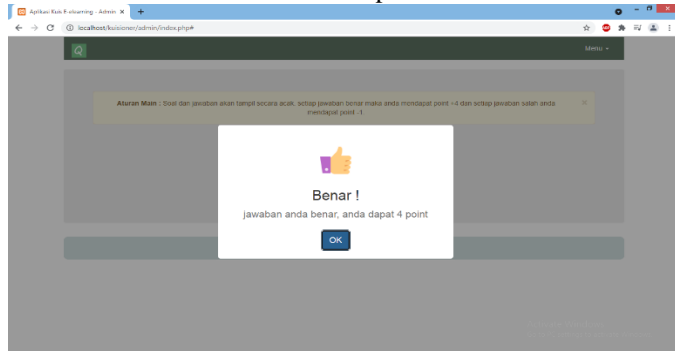 Aplikasi Kuis E-elearning - Admin
localhost/kuisioner/admin/index.php#
Q
Menu
Aturan Main : Soal dan jawaban akan tampil secara acak, setiap jawaban benar maka anda mendapat point +4 dan setiap jawaban salah anda
mendapat point -1.
Benar !
jawaban anda benar, anda dapat 4 point
OK